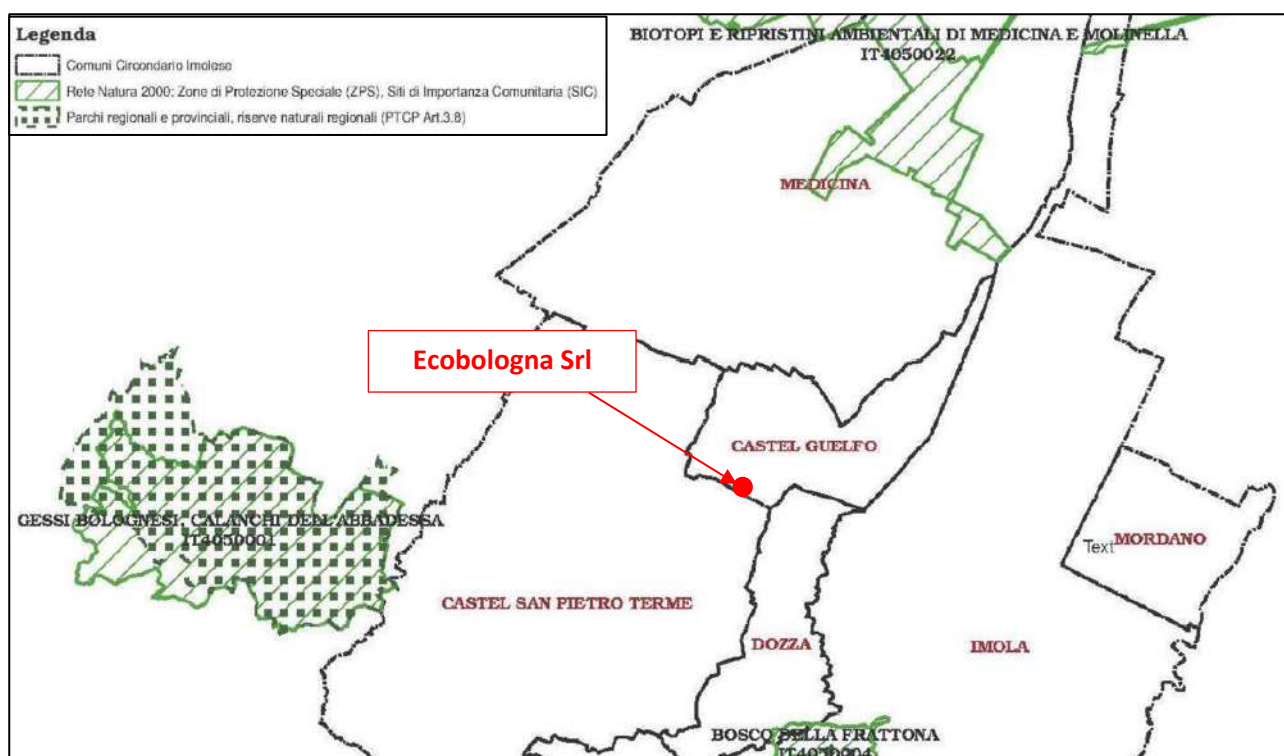 Legenda
Comuni Circondario Imolese
Rete Natura 2000: Zone di Protezione Speciale (ZPS), Siti di Importanza Comunitaria (SIC)
Parchi regionali e provinciali, riserve naturali regionali (PTCP Art.3.8)
BIOTOPI E RIPRISTINI AMBIENTALI DI MEDICINA E MOLINELLA
IT4050022
MEDICINA
Ecobologna Srl
CASTEL GUELFO
GESSI BOLOGNESI, CALANCHI DELL'ABBADESSA
IT4050001
Text
MORDANO
CASTEL SAN PIETRO TERME
DOZZA
IMOLA
BOSCO DELLA FRATTONA
IT4050004